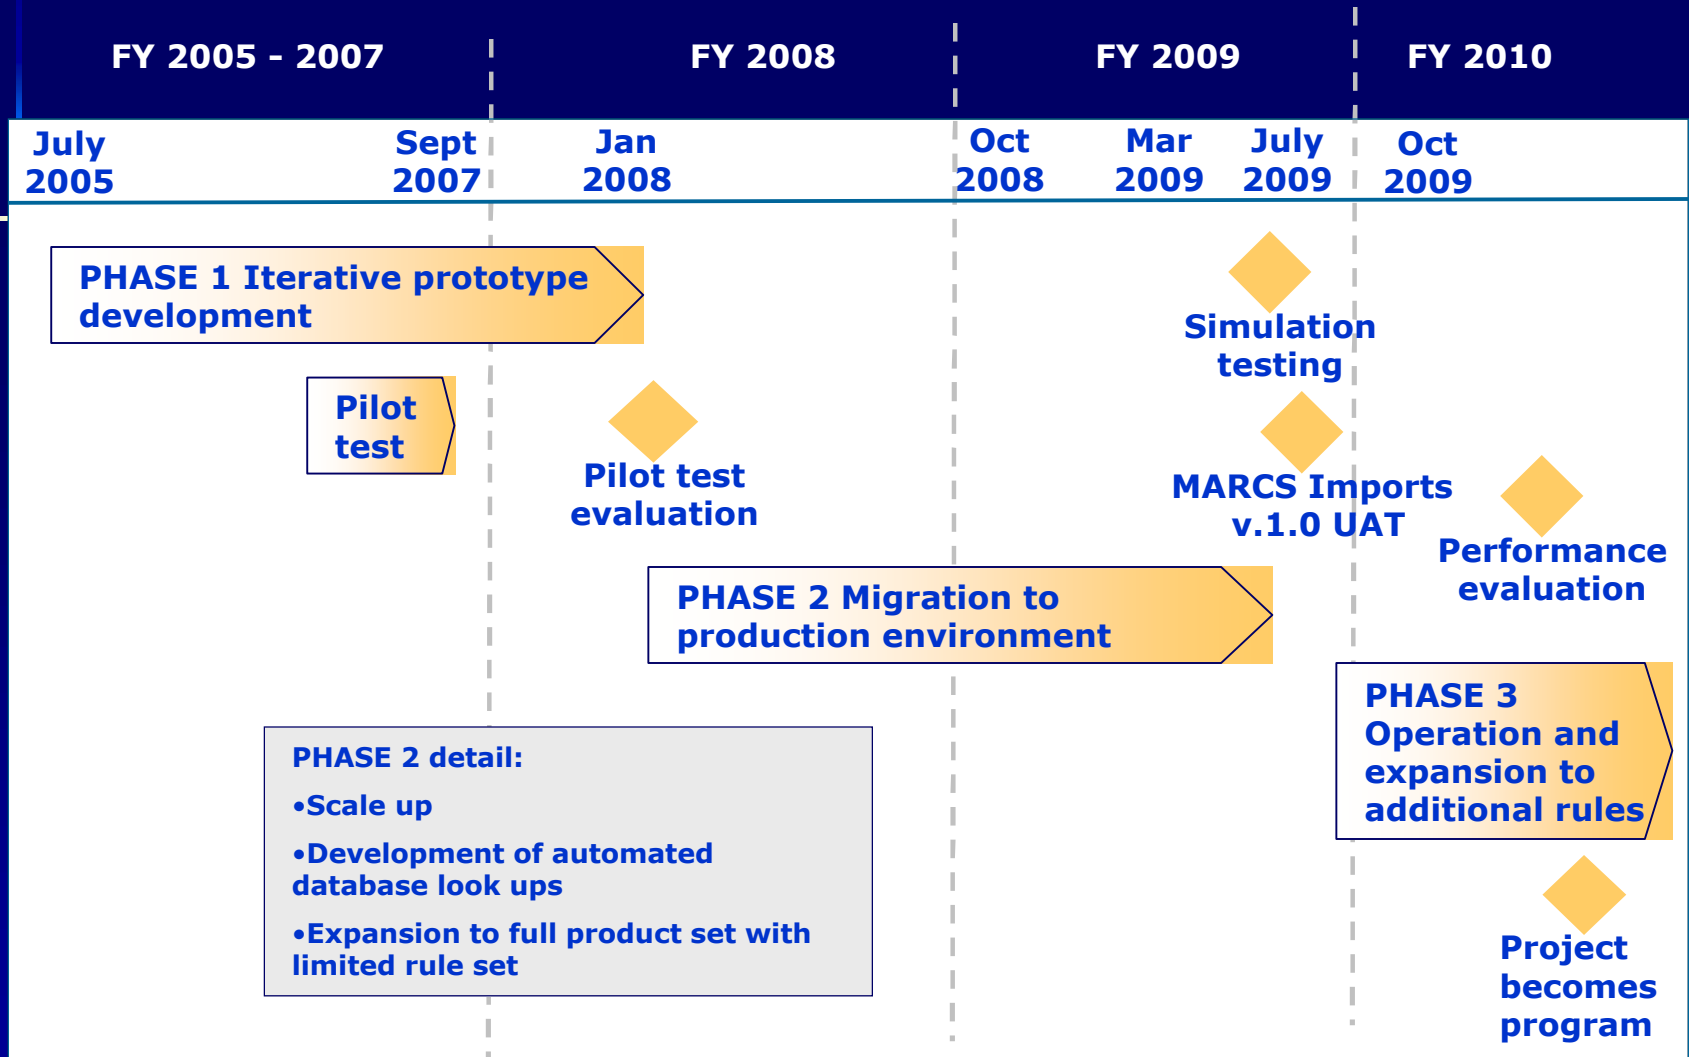 FY 2005 - 2007
FY 2008
FY 2009
FY 2010
July
2005
Sept
2007
Jan
2008
Oct
2008
Mar
2009
July
2009
Oct
2009
PHASE 1 Iterative prototype
development
Simulation
testing
Pilot
test
Pilot test
evaluation
MARCS Imports
v.1.0 UAT
Performance
evaluation
PHASE 2 Migration to
production environment
PHASE 3
Operation and
expansion to
additional rules
PHASE 2 detail:
•Scale up
•Development of automated
database look ups
•Expansion to full product set with
limited rule set
Project
becomes
program